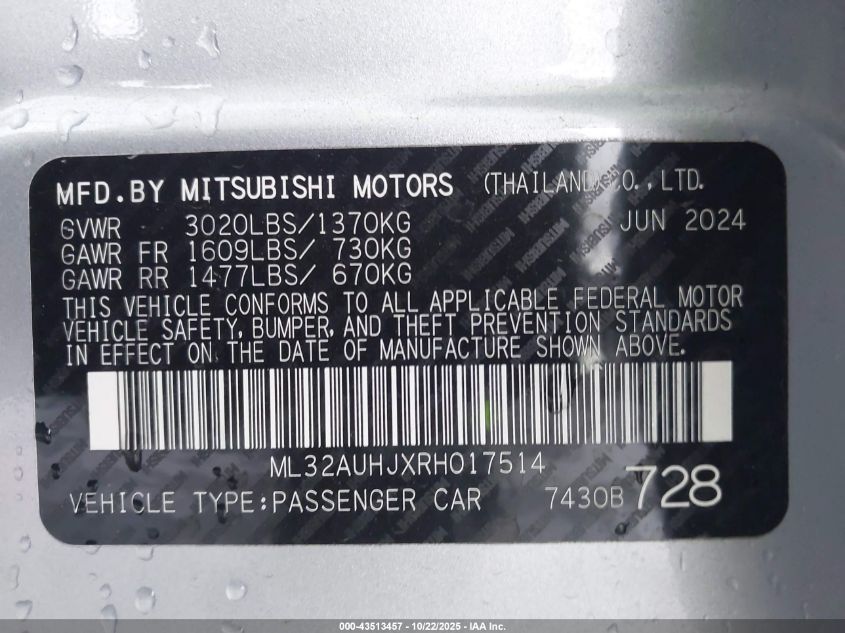 MFD.BY MITSUBISHI MOTORS (THAILAND)CO.,LTD.
GVWR 3020LBS/1370KG JUN 2024
GAWR FR 1609LBS/ 730KG
GAWR RR 1477LBS/ 670KG
THIS VEHICLE CONFORMS TO ALL APPLICABLE FEDERAL MOTOR
VEHICLE SAFETY, BUMPER, AND THEFT PREVENTION STANDARDS
IN EFFECT ON THE DATE OF MANUFACTURE SHOWN ABOVE.
ML32AUHJXRH017514
VEHICLE TYPE:PASSENGER CAR 7430B 728
000-43513457 - 10/22/2025 - IAA Inc.